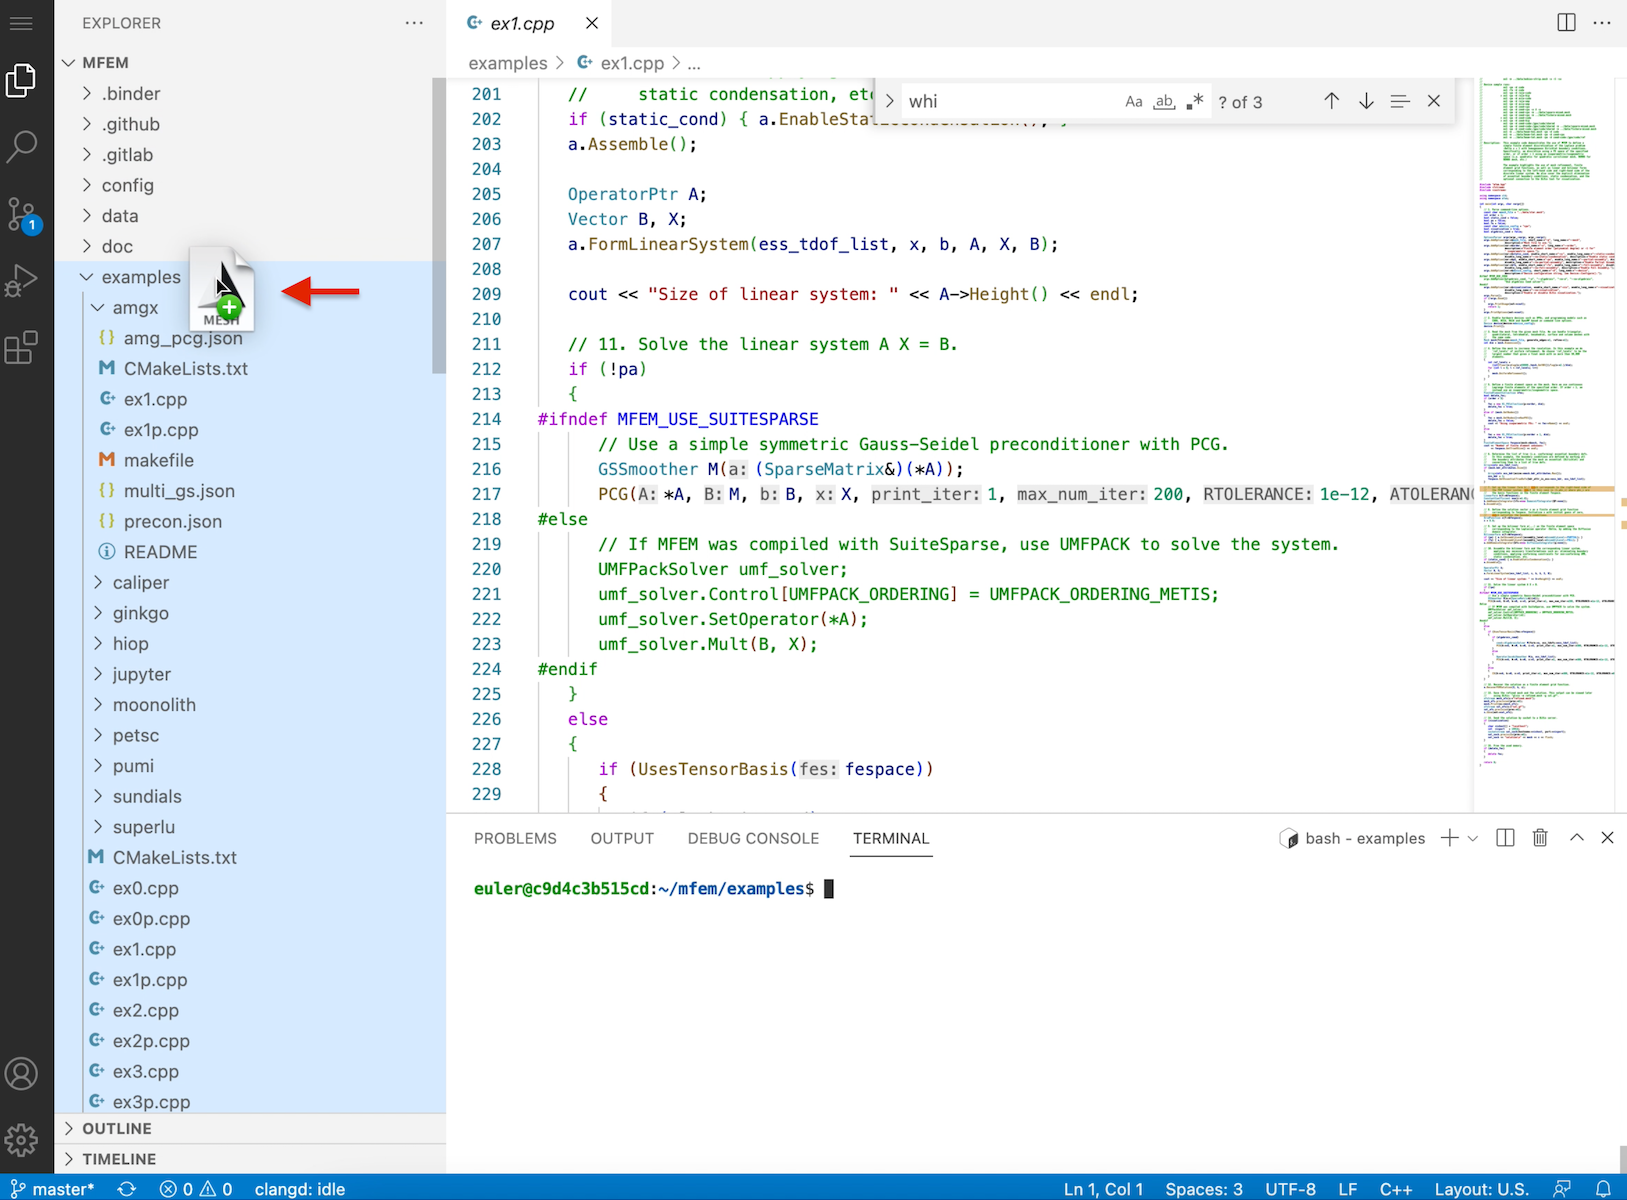 EXPLORER
MFEM
.binder
.github
.gitlab
config
data
doc
examples
MESH
amgx
amg_pcg.json
CMakeLists.txt
ex1.cpp
ex1p.cpp
makefile
multi_gs.json
precon.json
README
caliper
ginkgo
hiop
jupyter
moonolith
petsc
pumi
sundials
superlu
CMakeLists.txt
ex0.cpp
ex0p.cpp
ex1.cpp
ex1p.cpp
ex2.cpp
ex2p.cpp
ex3.cpp
ex3p.cpp
OUTLINE
TIMELINE
1
ex1.cpp
examples > ex1.cpp > ...
whi Aa ab ? of 3
201 // static condensation, etc
202 if (static_cond) { a.EnableStaticCondensation(); }
203 a.Assemble();
204
205 OperatorPtr A;
206 Vector B, X;
207 a.FormLinearSystem(ess_tdof_list, x, b, A, X, B);
208
209 cout << "Size of linear system: " << A->Height() << endl;
210
211 // 11. Solve the linear system A X = B.
212 if (!pa)
213 {
214 #ifndef MFEM_USE_SUITESPARSE
215 // Use a simple symmetric Gauss-Seidel preconditioner with PCG.
216 GSSmoother M(a: (SparseMatrix&)(*A));
217 PCG(A: *A, B: M, b: B, x: X, print_iter: 1, max_num_iter: 200, RTOLERANCE: 1e-12, ATOLERANC
218 #else
219 // If MFEM was compiled with SuiteSparse, use UMFPACK to solve the system.
220 UMFPackSolver umf_solver;
221 umf_solver.Control[UMFPACK_ORDERING] = UMFPACK_ORDERING_METIS;
222 umf_solver.SetOperator(*A);
223 umf_solver.Mult(B, X);
224 #endif
225 }
226 else
227 {
228 if (UsesTensorBasis(fes: fespace))
229 {
PROBLEMS OUTPUT DEBUG CONSOLE TERMINAL bash - examples
euler@c9d4c3b515cd:~/mfem/examples$
master* 0 0 clangd: idle Ln 1, Col 1 Spaces: 3 UTF-8 LF C++ Layout: U.S.